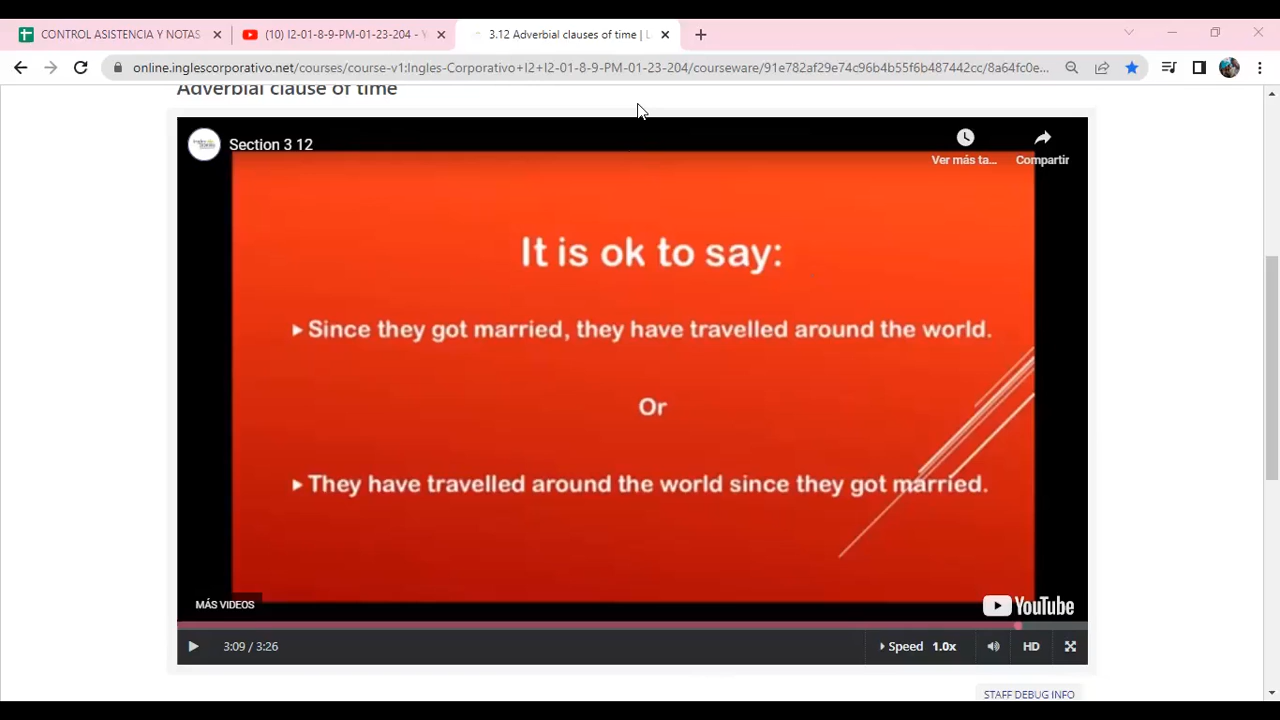 CONTROL ASISTENCIA Y NOTAS
(10) I2-01-8-9-PM-01-23-204 - Y
3.12 Adverbial clauses of time | L
online.inglescorporativo.net/courses/course-v1:Ingles-Corporativo+I2+I2-01-8-9-PM-01-23-204/courseware/91e782af29e74c96b4b55f6b487442cc/8a64fc0e...
Adverbial clause of time
Section 3 12
Ver más ta...
Compartir
It is ok to say:
Since they got married, they have travelled around the world.
Or
They have travelled around the world since they got married.
MÁS VIDEOS
YouTube
3:09 / 3:26
Speed 1.0x
HD
STAFF DEBUG INFO